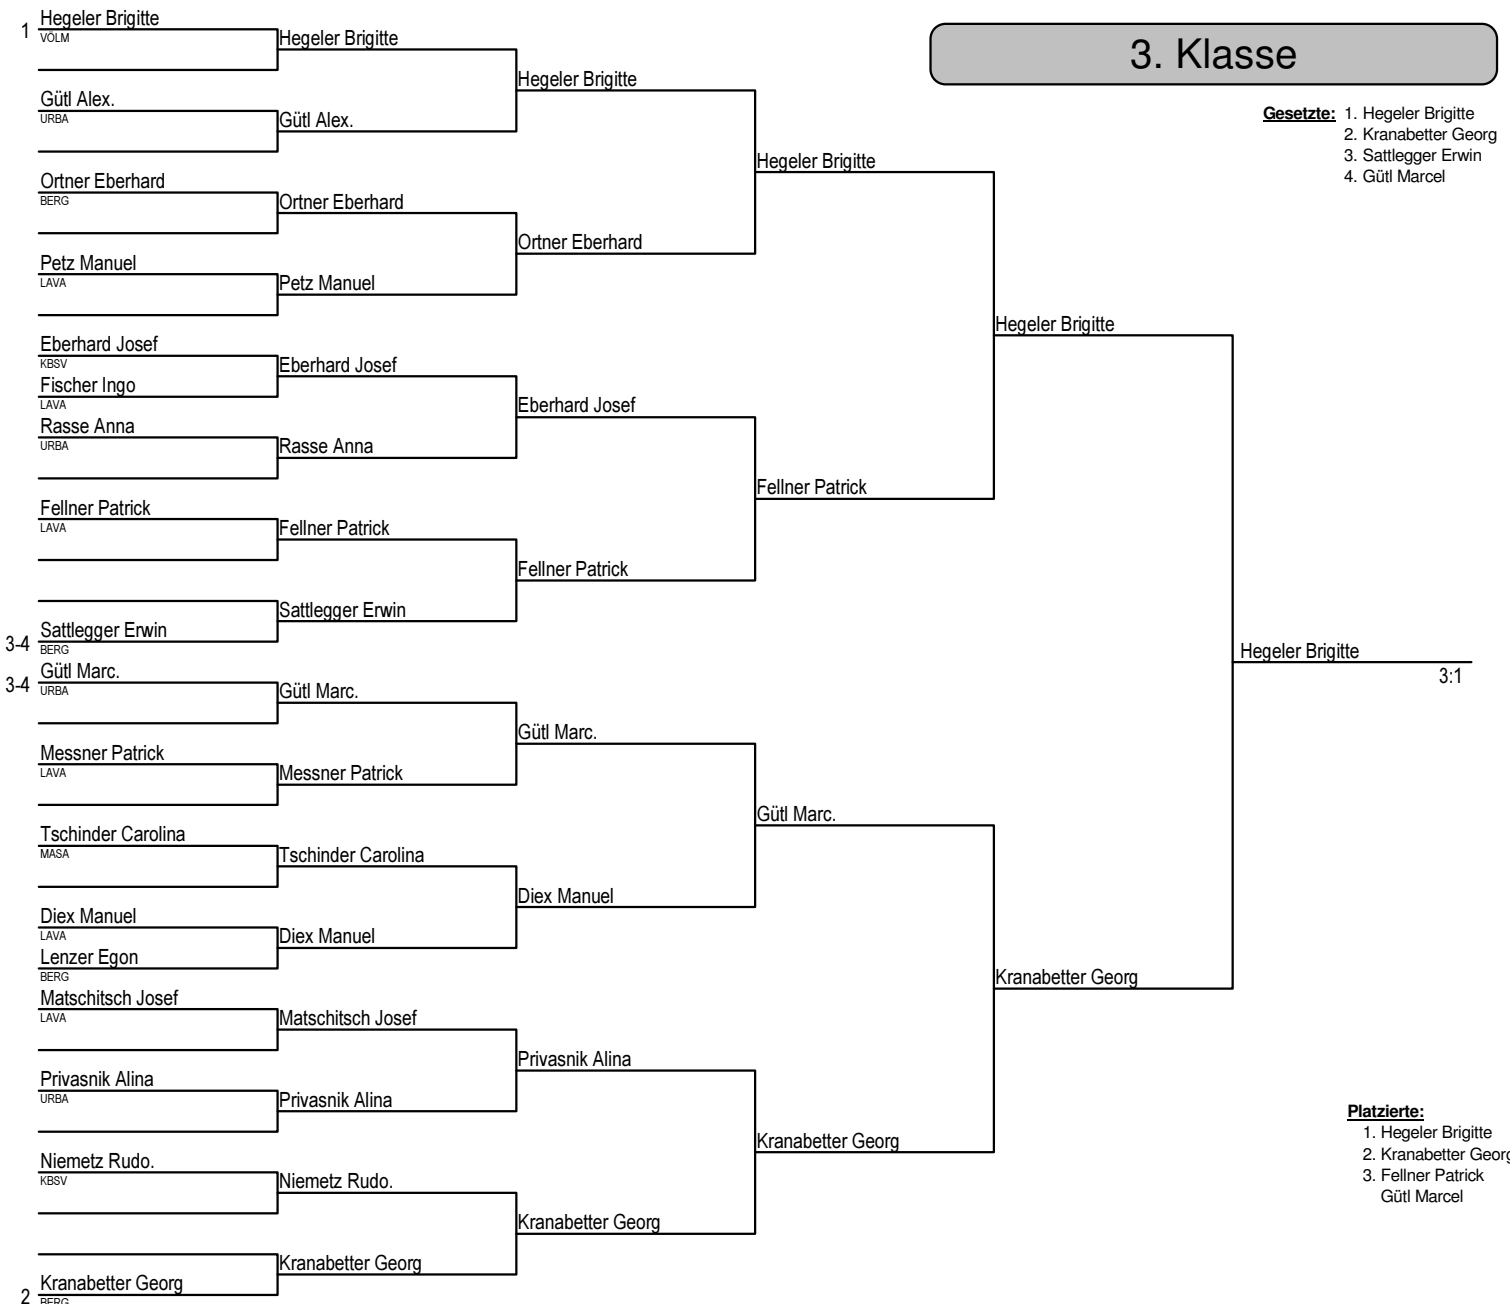 3. Klasse
Gesetzte: 1. Hegeler Brigitte
2. Kranabetter Georg
3. Sattlegger Erwin
4. Gütl Marcel
1 Hegeler Brigitte
VÖLM
Gütl Alex.
URBA
Ortner Eberhard
BERG
Petz Manuel
LAVA
Eberhard Josef
KBSV
Fischer Ingo
LAVA
Rasse Anna
URBA
Fellner Patrick
LAVA
3-4 Sattlegger Erwin
BERG
3-4 Gütl Marc.
URBA
Messner Patrick
LAVA
Tschinder Carolina
MASA
Diex Manuel
LAVA
Lenzer Egon
BERG
Matschitsch Josef
LAVA
Privasnik Alina
URBA
Niemetz Rudo.
KBSV
2 Kranabetter Georg
BERG
Hegeler Brigitte
Gütl Alex.
Ortner Eberhard
Petz Manuel
Eberhard Josef
Rasse Anna
Fellner Patrick
Sattlegger Erwin
Gütl Marc.
Messner Patrick
Tschinder Carolina
Diex Manuel
Matschitsch Josef
Privasnik Alina
Niemetz Rudo.
Kranabetter Georg
Hegeler Brigitte
Ortner Eberhard
Eberhard Josef
Fellner Patrick
Gütl Marc.
Diex Manuel
Privasnik Alina
Kranabetter Georg
Hegeler Brigitte
Fellner Patrick
Gütl Marc.
Kranabetter Georg
Hegeler Brigitte
Kranabetter Georg
Hegeler Brigitte
3:1
Platzierte:
1. Hegeler Brigitte
2. Kranabetter Georg
3. Fellner Patrick
Gütl Marcel